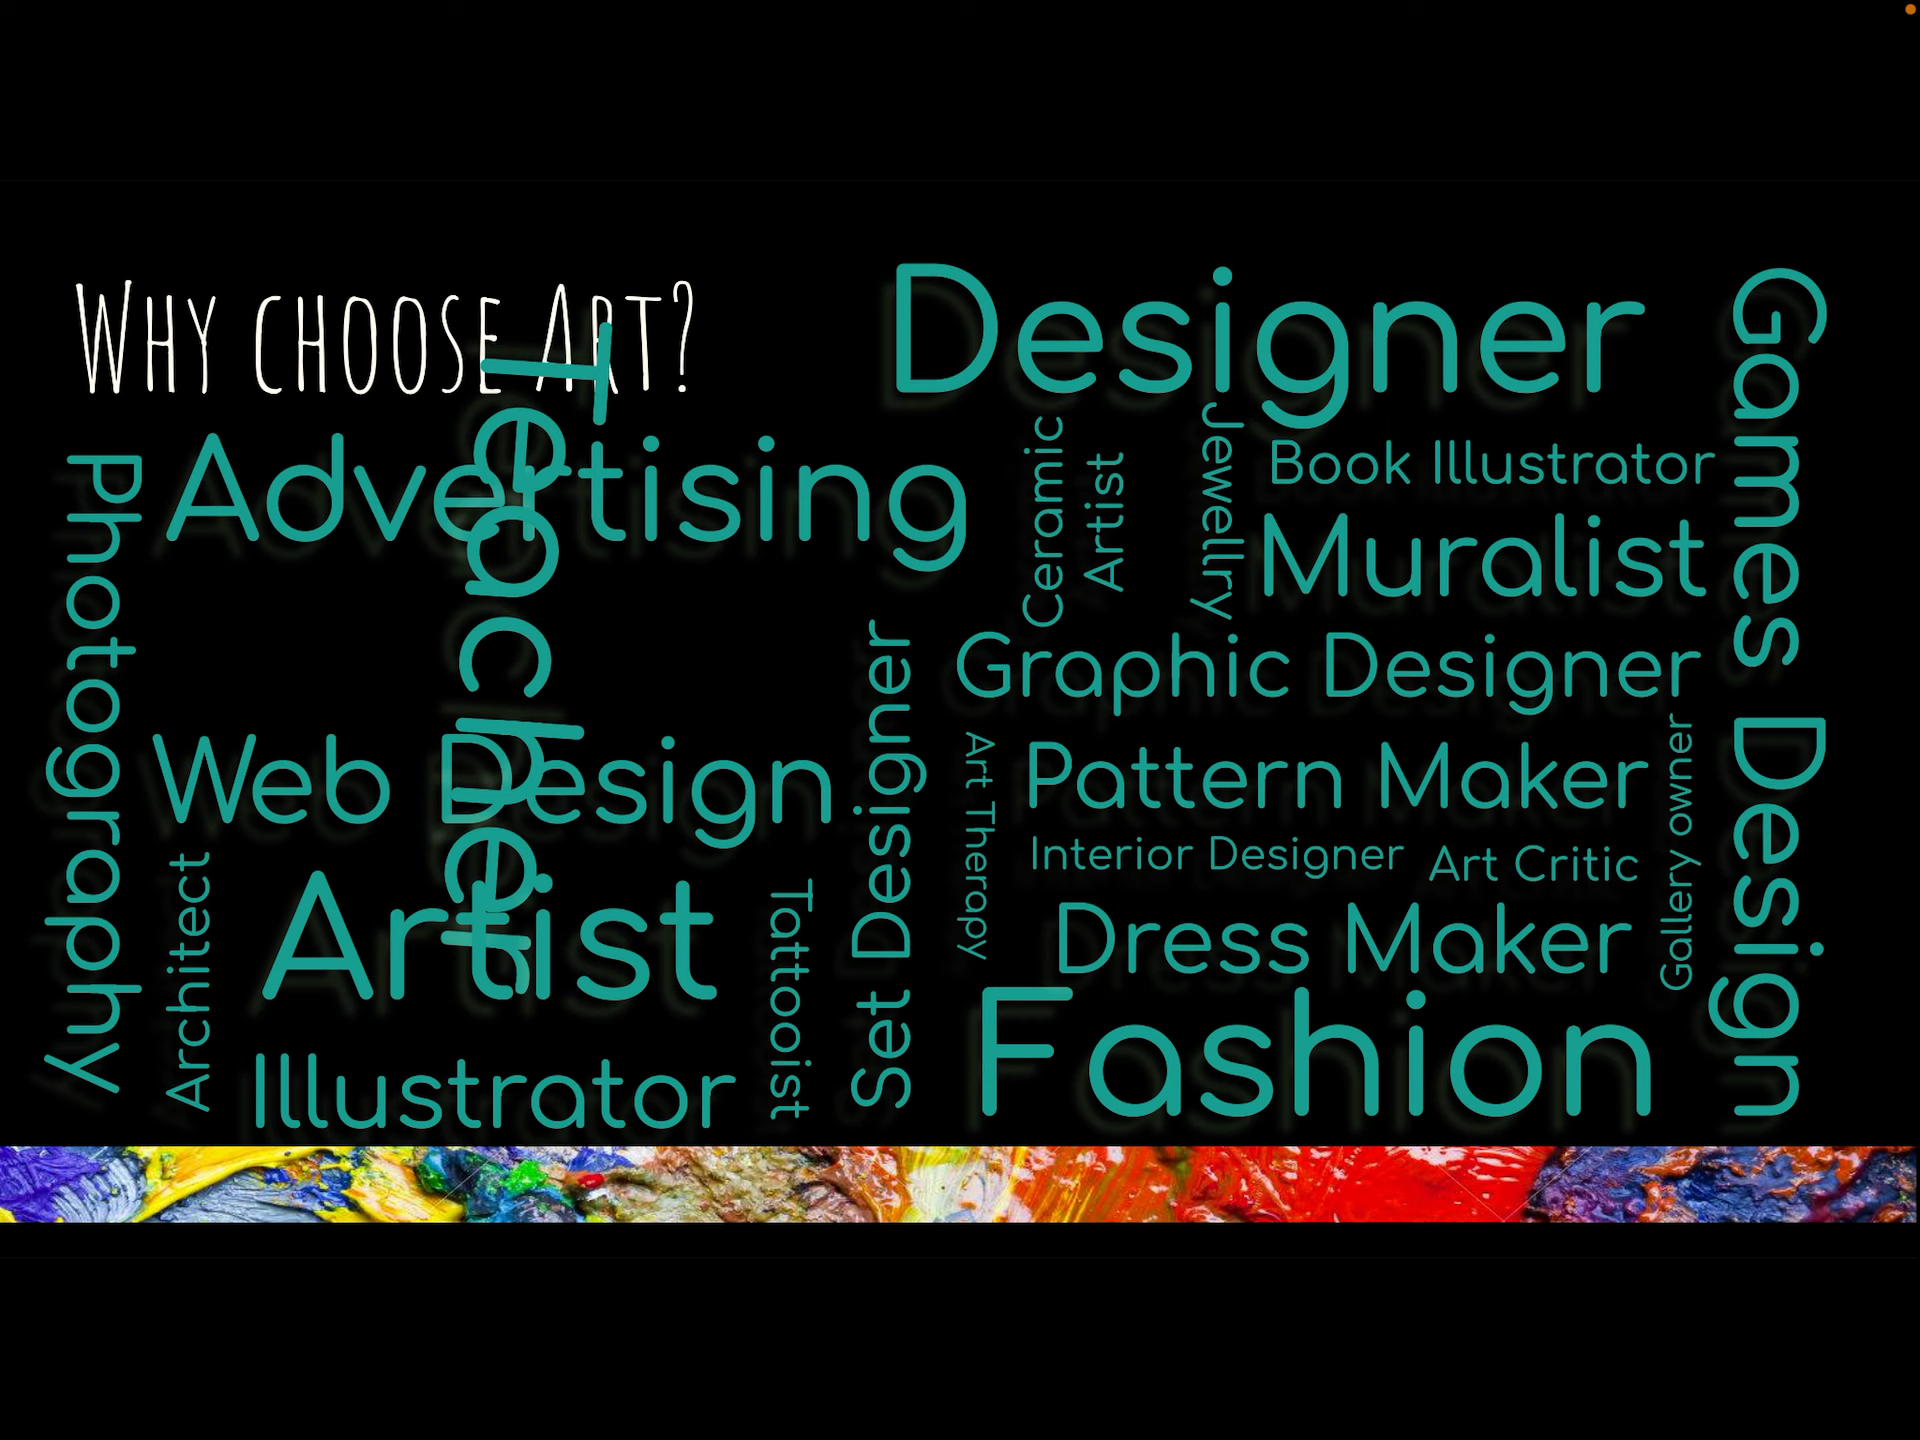 Why choose Art?
Designer
Games Design
Teacher
Advertising
Photography
Ceramic
Artist
Jewellry
Book Illustrator
Muralist
Graphic Designer
Set Designer
Web Design
Art Therapy
Pattern Maker
Gallery owner
Interior Designer
Art Critic
Architect
Artist
Tattooist
Dress Maker
Fashion
Illustrator